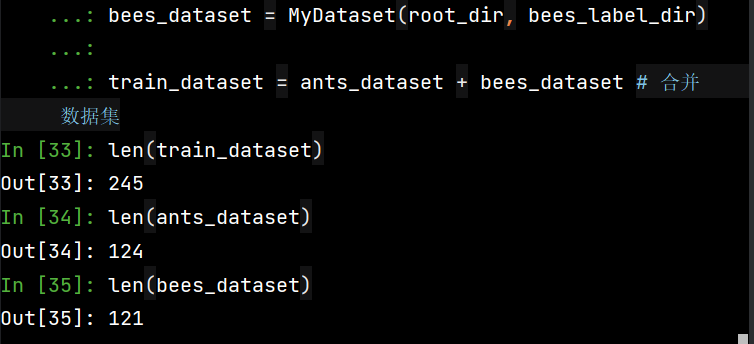 ...: bees_dataset = MyDataset(root_dir, bees_label_dir)
...:
...: train_dataset = ants_dataset + bees_dataset # 合并
数据集
In [33]: len(train_dataset)
Out[33]: 245
In [34]: len(ants_dataset)
Out[34]: 124
In [35]: len(bees_dataset)
Out[35]: 121